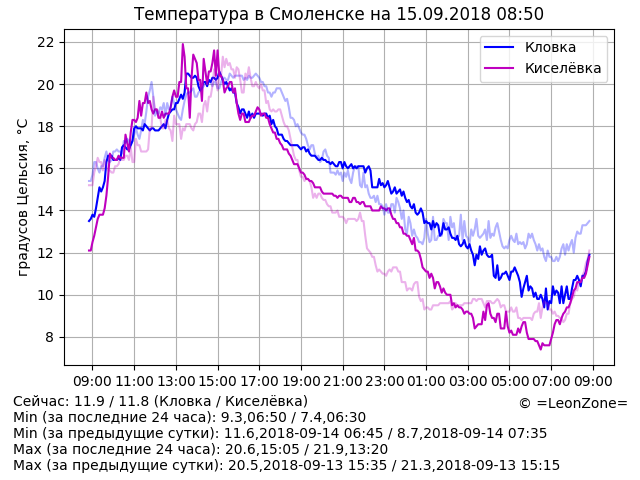 Температура в Смоленске на 15.09.2018 08:50
градусов Цельсия, °C
22
20
18
16
14
12
10
8
Кловка
Киселёвка
09:00 11:00 13:00 15:00 17:00 19:00 21:00 23:00 01:00 03:00 05:00 07:00 09:00
Сейчас: 11.9 / 11.8 (Кловка / Киселёвка)
© =LeonZone=
Min (за последние 24 часа): 9.3,06:50 / 7.4,06:30
Min (за предыдущие сутки): 11.6,2018-09-14 06:45 / 8.7,2018-09-14 07:35
Max (за последние 24 часа): 20.6,15:05 / 21.9,13:20
Max (за предыдущие сутки): 20.5,2018-09-13 15:35 / 21.3,2018-09-13 15:15